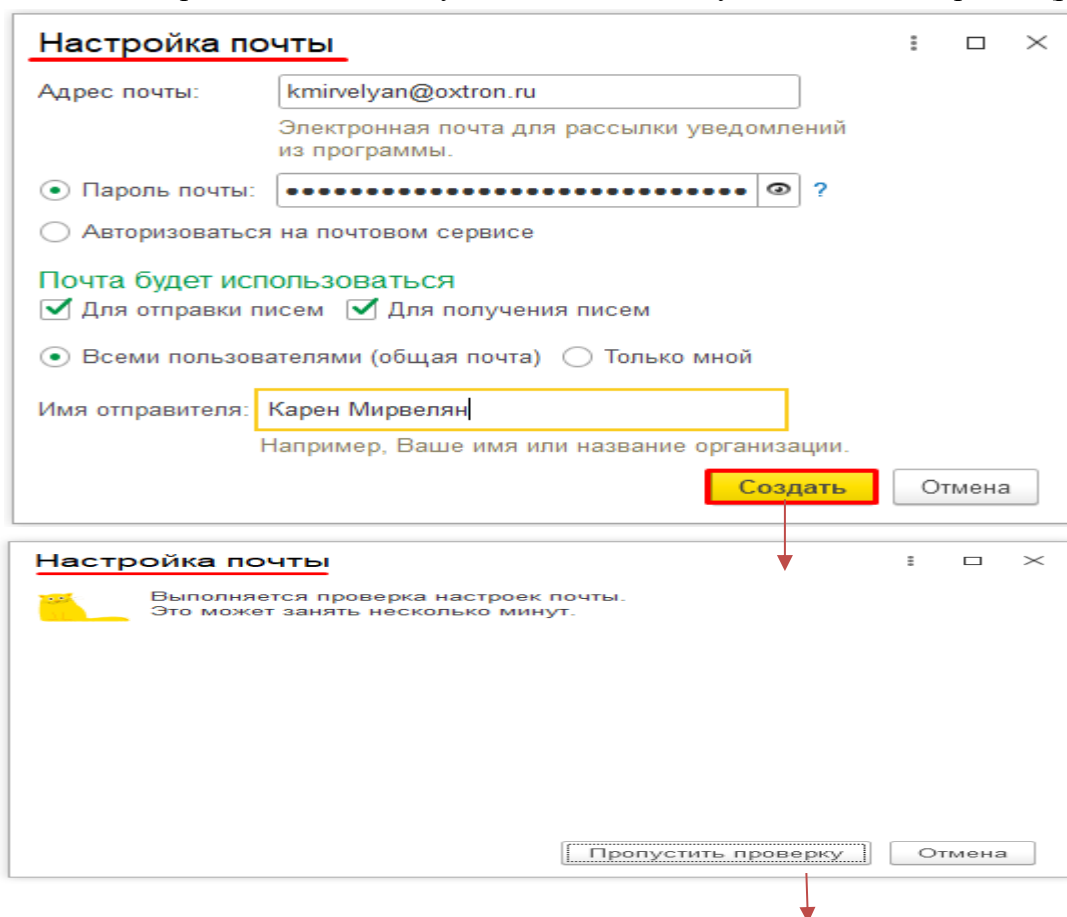 Настройка почты
Адрес почты: kmirvelyan@oxtron.ru
Электронная почта для рассылки уведомлений
из программы.
Пароль почты: ••••••••••••••••••••••••••••• ?
Авторизоваться на почтовом сервисе
Почта будет использоваться
Для отправки писем Для получения писем
Всеми пользователями (общая почта) Только мной
Имя отправителя: Карен Мирвелян
Например, Ваше имя или название организации.
Создать Отмена
Настройка почты
Выполняется проверка настроек почты.
Это может занять несколько минут.
Пропустить проверку Отмена